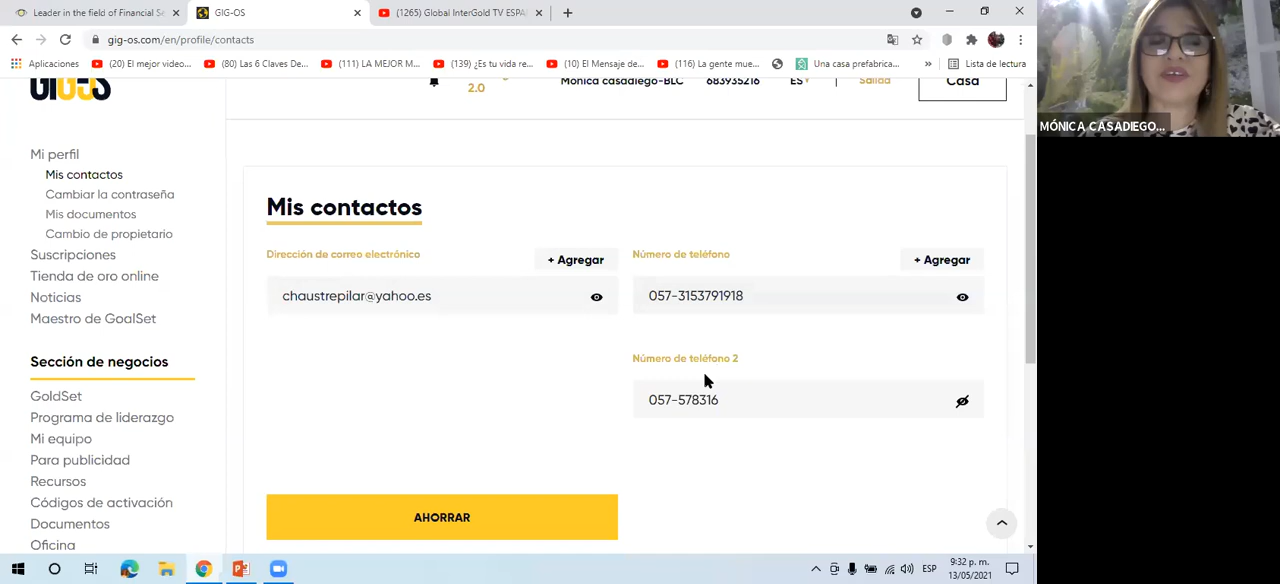 Leader in the field of Financial Se
GIG-OS
(1265) Global InterGold TV ESPA
gig-os.com/en/profile/contacts
Aplicaciones
(20) El mejor video...
(80) Las 6 Claves De...
(111) LA MEJOR M...
(139) ¿Es tu vida re...
(10) El Mensaje de...
(116) La gente mue...
Una casa prefabrica...
»
Lista de lectura
2.0
Mónica casadiego-BLC
683935216
ES
Salida
Casa
Mi perfil
Mis contactos
Cambiar la contraseña
Mis documentos
Cambio de propietario
Suscripciones
Tienda de oro online
Noticias
Maestro de GoalSet
Sección de negocios
GoldSet
Programa de liderazgo
Mi equipo
Para publicidad
Recursos
Códigos de activación
Documentos
Oficina
Mis contactos
Dirección de correo electrónico
+ Agregar
chaustrepilar@yahoo.es
Número de teléfono
+ Agregar
057-3153791918
Número de teléfono 2
057-578316
AHORRAR
MÓNICA CASADIEGO...
ESP
9:32 p. m.
13/05/2021